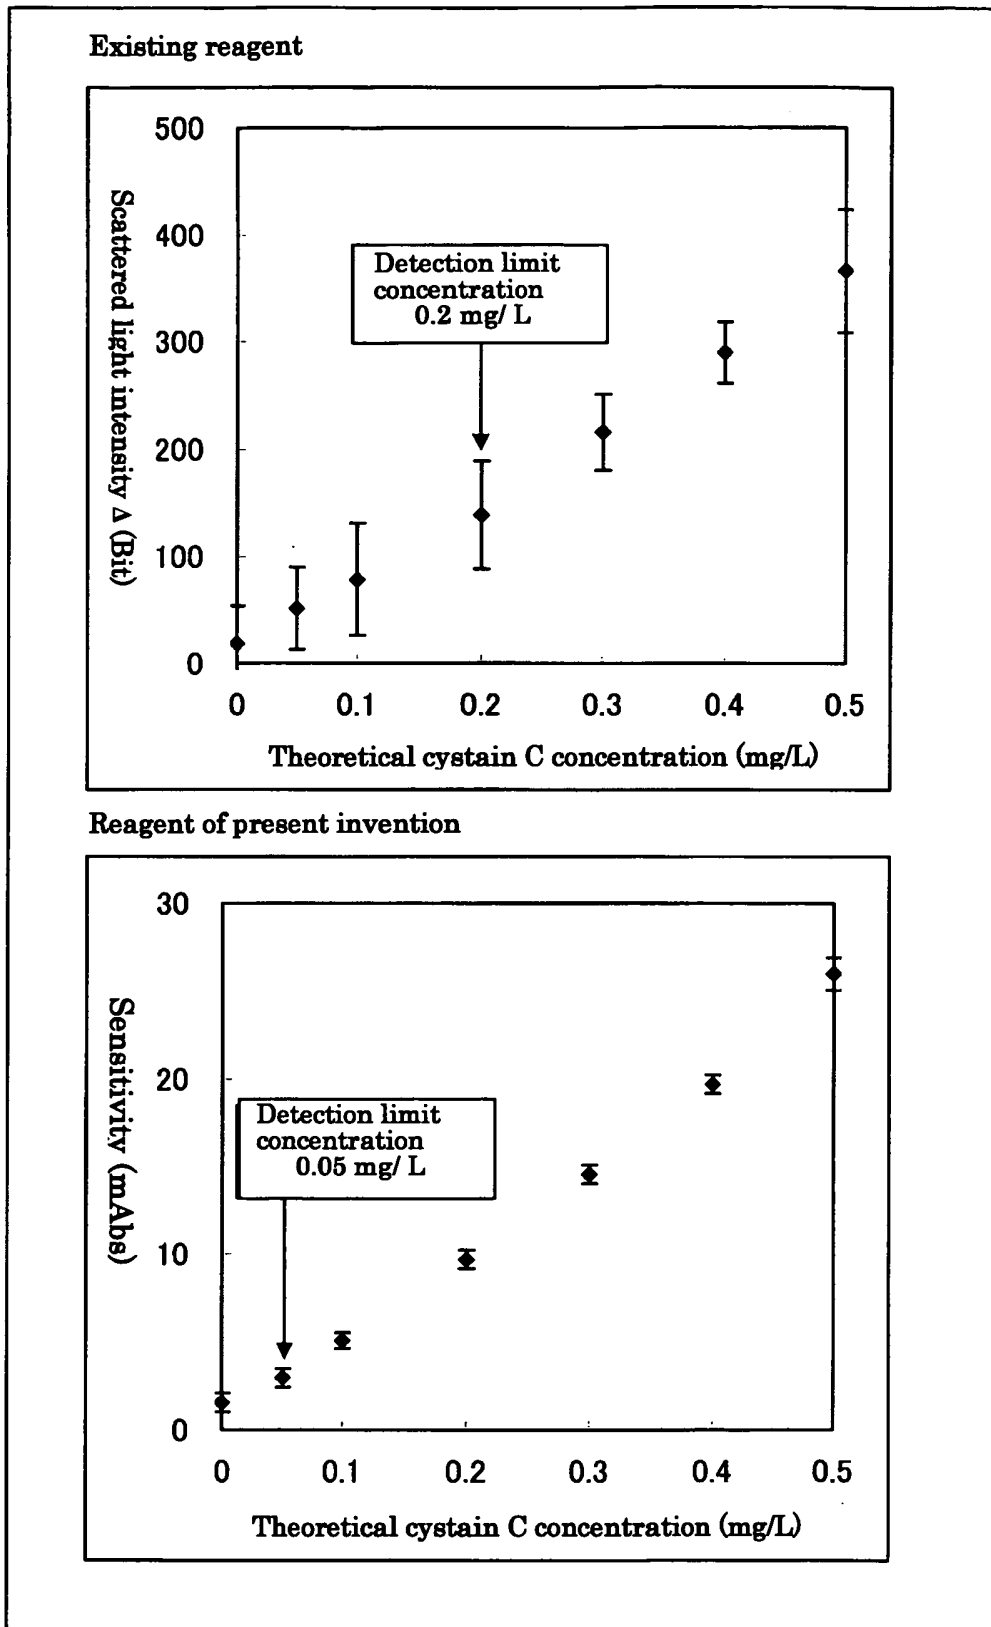 Existing reagent
500
400
300
200
100
0
Scattered light intensity Δ (Bit)
Detection limit
concentration
0.2 mg/ L
0 0.1 0.2 0.3 0.4 0.5
Theoretical cystain C concentration (mg/L)
Reagent of present invention
30
20
10
0
Sensitivity (mAbs)
Detection limit
concentration
0.05 mg/ L
0 0.1 0.2 0.3 0.4 0.5
Theoretical cystain C concentration (mg/L)